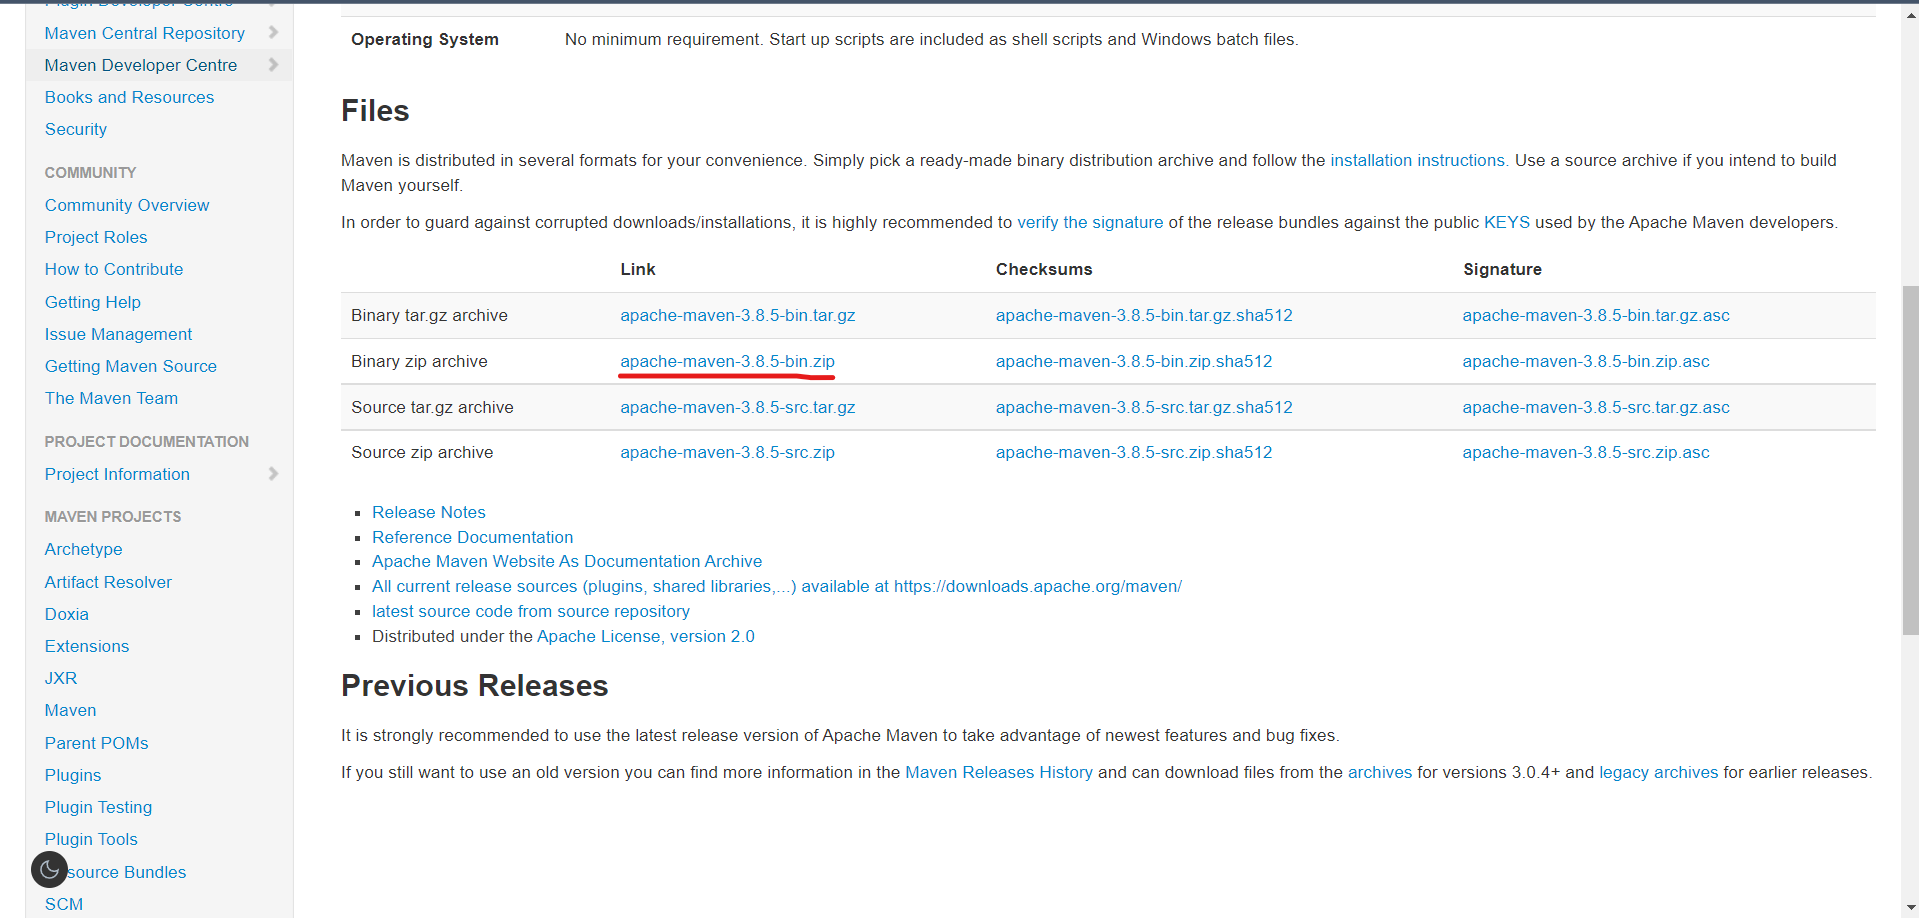 Plugin Developer Centre
Maven Central Repository
Maven Developer Centre
Books and Resources
Security
COMMUNITY
Community Overview
Project Roles
How to Contribute
Getting Help
Issue Management
Getting Maven Source
The Maven Team
PROJECT DOCUMENTATION
Project Information
MAVEN PROJECTS
Archetype
Artifact Resolver
Doxia
Extensions
JXR
Maven
Parent POMs
Plugins
Plugin Testing
Plugin Tools
source Bundles
SCM
Operating System No minimum requirement. Start up scripts are included as shell scripts and Windows batch files.
Files
Maven is distributed in several formats for your convenience. Simply pick a ready-made binary distribution archive and follow the installation instructions. Use a source archive if you intend to build
Maven yourself.
In order to guard against corrupted downloads/installations, it is highly recommended to verify the signature of the release bundles against the public KEYS used by the Apache Maven developers.
Link Checksums Signature
Binary tar.gz archive apache-maven-3.8.5-bin.tar.gz apache-maven-3.8.5-bin.tar.gz.sha512 apache-maven-3.8.5-bin.tar.gz.asc
Binary zip archive apache-maven-3.8.5-bin.zip apache-maven-3.8.5-bin.zip.sha512 apache-maven-3.8.5-bin.zip.asc
Source tar.gz archive apache-maven-3.8.5-src.tar.gz apache-maven-3.8.5-src.tar.gz.sha512 apache-maven-3.8.5-src.tar.gz.asc
Source zip archive apache-maven-3.8.5-src.zip apache-maven-3.8.5-src.zip.sha512 apache-maven-3.8.5-src.zip.asc
Release Notes
Reference Documentation
Apache Maven Website As Documentation Archive
All current release sources (plugins, shared libraries,...) available at https://downloads.apache.org/maven/
latest source code from source repository
Distributed under the Apache License, version 2.0
Previous Releases
It is strongly recommended to use the latest release version of Apache Maven to take advantage of newest features and bug fixes.
If you still want to use an old version you can find more information in the Maven Releases History and can download files from the archives for versions 3.0.4+ and legacy archives for earlier releases.